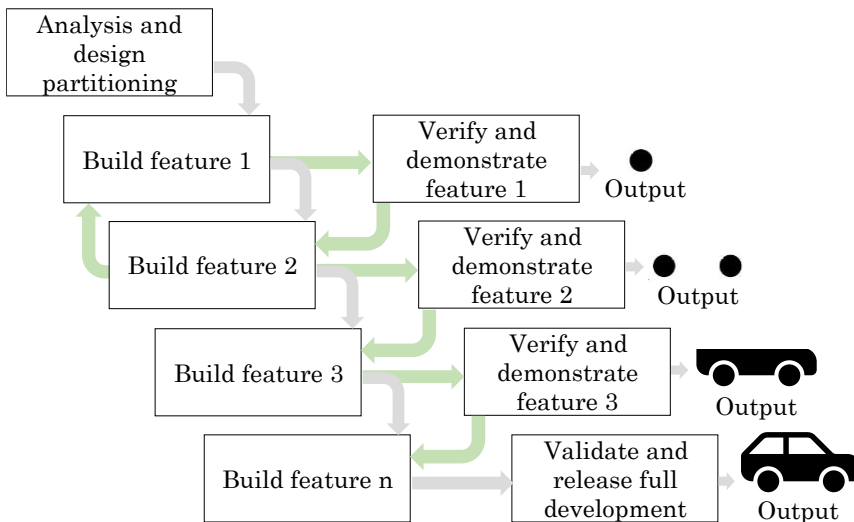 Analysis and
design
partitioning
Build feature 1
Verify and
demonstrate
feature 1
Output
Build feature 2
Verify and
demonstrate
feature 2
Output
Build feature 3
Verify and
demonstrate
feature 3
Output
Build feature n
Validate and
release full
development
Output